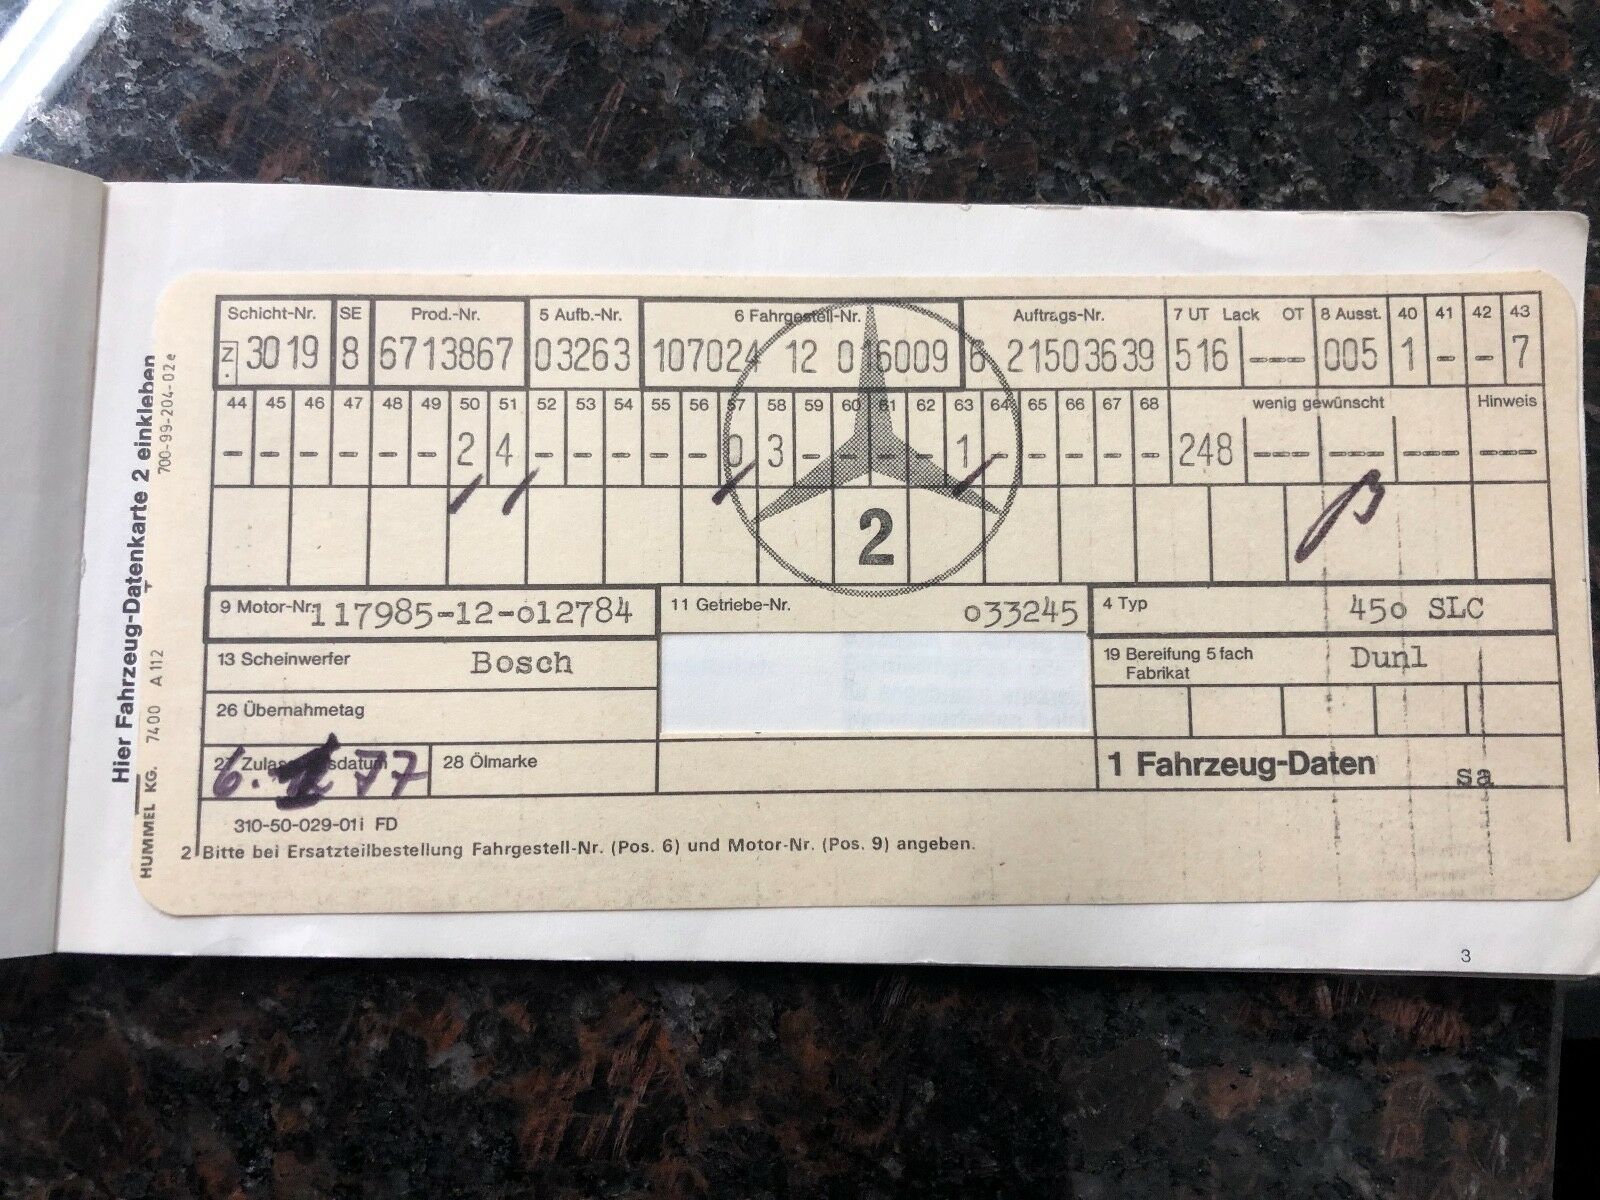 Schicht-Nr. SE Prod.-Nr. 5 Aufb.-Nr. 6 Fahrgestell-Nr. Auftrags-Nr. 7 UT Lack OT 8 Ausst. 40 41 42 43
Z. 3019 8 6713867 03263 107024 12 016009 6 21503639 516 --- 005 1 - - 7
44 45 46 47 48 49 50 51 52 53 54 55 56 57 58 59 60 61 62 63 64 65 66 67 68 wenig gewünscht Hinweis
- - - - - - 2 4 - - - - - 0 3 - - - - 1 - - - - - 248 --- --- --- ---
2
9 Motor-Nr. 117985-12-012784 11 Getriebe-Nr. 033245 4 Typ 450 SLC
13 Scheinwerfer Bosch 19 Bereifung 5fach Dunl
Fabrikat
26 Übernahmetag
27 Zulassungsdatum 28 Ölmarke 1 Fahrzeug-Daten sa
6. 77
310-50-029-01i FD
2 Bitte bei Ersatzteilbestellung Fahrgestell-Nr. (Pos. 6) und Motor-Nr. (Pos. 9) angeben.
Hier Fahrzeug-Datenkarte 2 einkleben
HUMMEL KG. 7400 A 112 700-99-204-02e
3